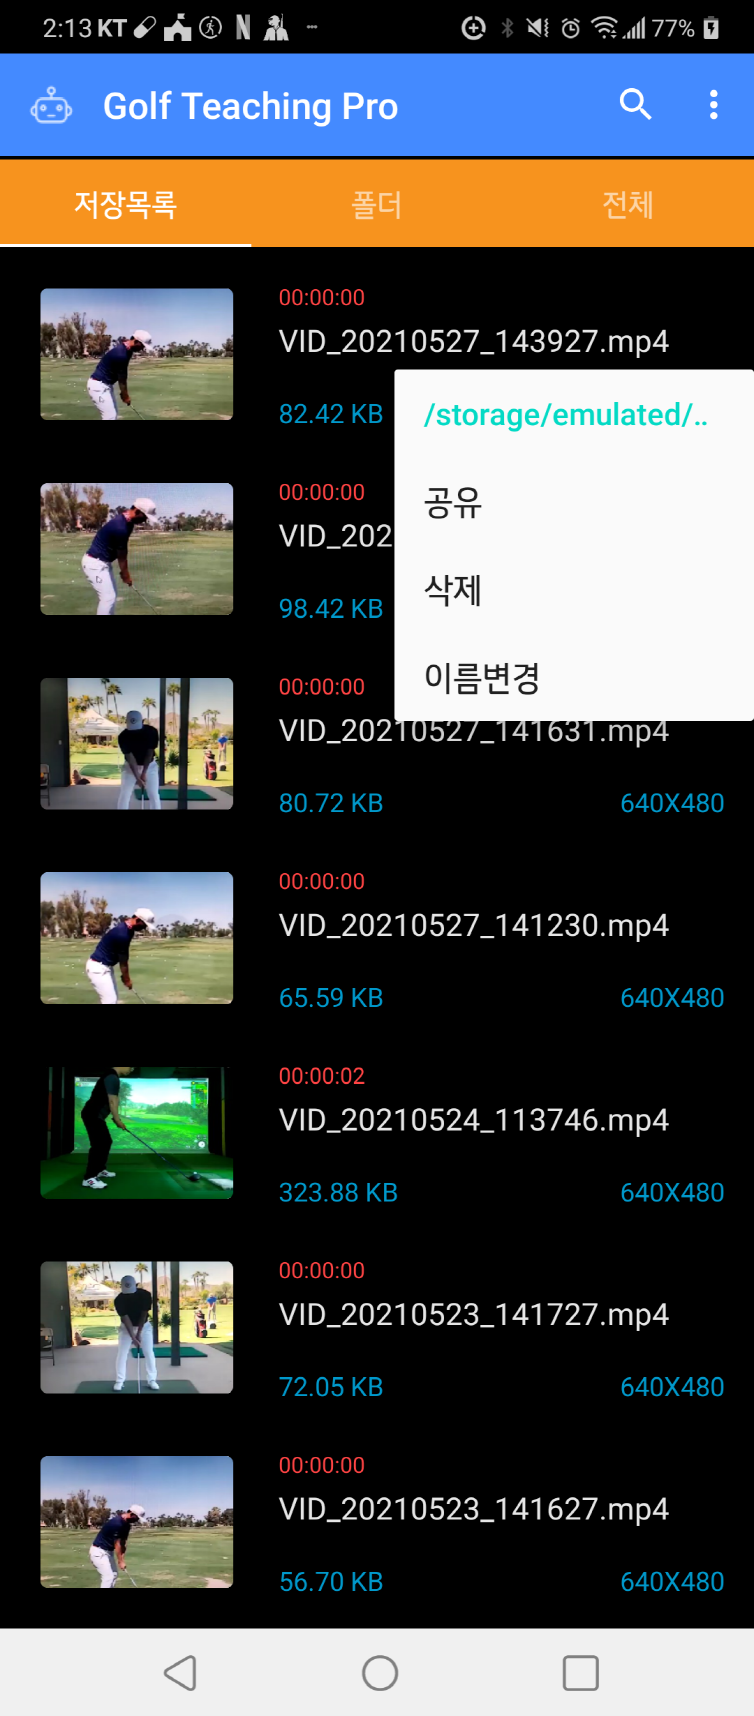 2:13 KT N 77%
Golf Teaching Pro
저장목록 폴더 전체
00:00:00
VID_20210527_143927.mp4
82.42 KB
/storage/emulated/..
공유
삭제
이름변경
00:00:00
VID_202
98.42 KB
00:00:00
VID_20210527_141631.mp4
80.72 KB 640X480
00:00:00
VID_20210527_141230.mp4
65.59 KB 640X480
00:00:02
VID_20210524_113746.mp4
323.88 KB 640X480
00:00:00
VID_20210523_141727.mp4
72.05 KB 640X480
00:00:00
VID_20210523_141627.mp4
56.70 KB 640X480